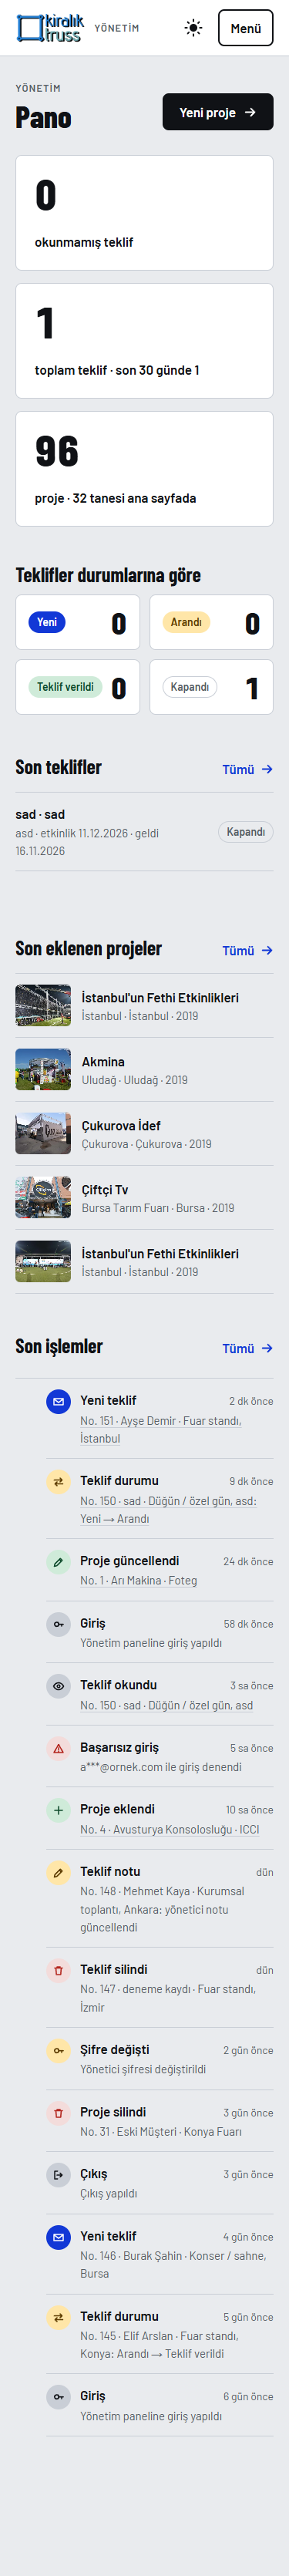 kiralık
truss
YÖNETİM
Menü
YÖNETİM
Pano
Yeni proje →
0
okunmamış teklif
1
toplam teklif · son 30 günde 1
96
proje · 32 tanesi ana sayfada
Teklifler durumlarına göre
Yeni 0
Arandı 0
Teklif verildi 0
Kapandı 1
Son teklifler
Tümü →
sad · sad
asd · etkinlik 11.12.2026 · geldi
16.11.2026
Kapandı
Son eklenen projeler
Tümü →
İstanbul'un Fethi Etkinlikleri
İstanbul · İstanbul · 2019
Akmina
Uludağ · Uludağ · 2019
Çukurova İdef
Çukurova · Çukurova · 2019
Çiftçi Tv
Bursa Tarım Fuarı · Bursa · 2019
İstanbul'un Fethi Etkinlikleri
İstanbul · İstanbul · 2019
Son işlemler
Tümü →
Yeni teklif 2 dk önce
No. 151 · Ayşe Demir · Fuar standı,
İstanbul
Teklif durumu 9 dk önce
No. 150 · sad · Düğün / özel gün, asd:
Yeni → Arandı
Proje güncellendi 24 dk önce
No. 1 · Arı Makina · Foteg
Giriş 58 dk önce
Yönetim paneline giriş yapıldı
Teklif okundu 3 sa önce
No. 150 · sad · Düğün / özel gün, asd
Başarısız giriş 5 sa önce
a***@ornek.com ile giriş denendi
Proje eklendi 10 sa önce
No. 4 · Avusturya Konsolosluğu · ICCI
Teklif notu dün
No. 148 · Mehmet Kaya · Kurumsal
toplantı, Ankara: yönetici notu
güncellendi
Teklif silindi dün
No. 147 · deneme kaydı · Fuar standı,
İzmir
Şifre değişti 2 gün önce
Yönetici şifresi değiştirildi
Proje silindi 3 gün önce
No. 31 · Eski Müşteri · Konya Fuarı
Çıkış 3 gün önce
Çıkış yapıldı
Yeni teklif 4 gün önce
No. 146 · Burak Şahin · Konser / sahne,
Bursa
Teklif durumu 5 gün önce
No. 145 · Elif Arslan · Fuar standı,
Konya: Arandı → Teklif verildi
Giriş 6 gün önce
Yönetim paneline giriş yapıldı